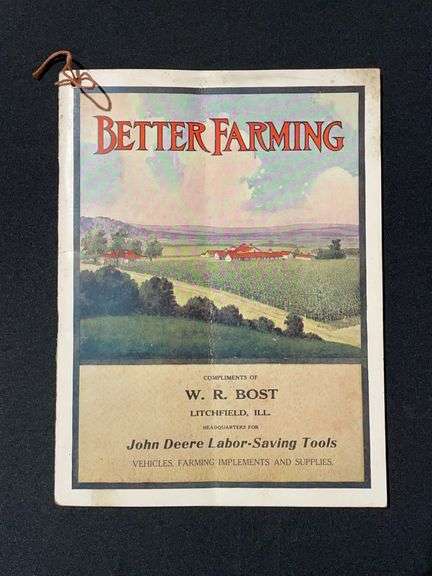 BETTER FARMING
COMPLIMENTS OF
W. R. BOST
LITCHFIELD, ILL.
HEADQUARTERS FOR
John Deere Labor-Saving Tools
VEHICLES, FARMING IMPLEMENTS AND SUPPLIES.